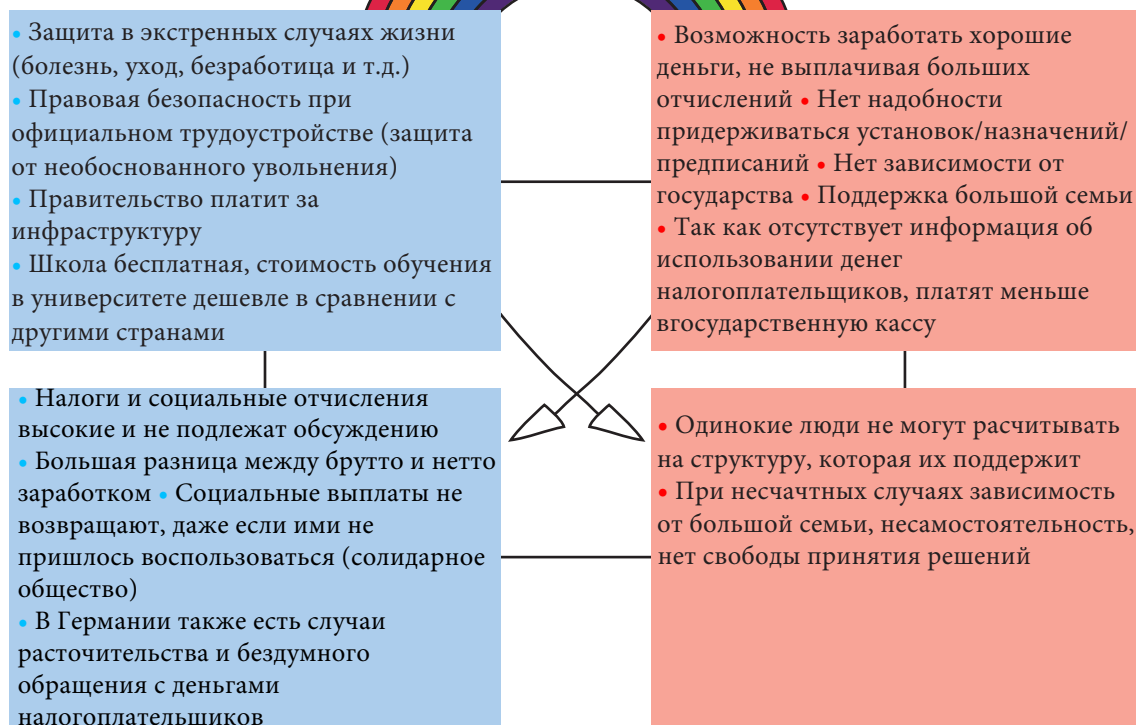 • Защита в экстренных случаях жизни
(болезнь, уход, безработица и т.д.)
• Правовая безопасность при
официальном трудоустройстве (защита
от необоснованного увольнения)
• Правительство платит за
инфраструктуру
• Школа бесплатная, стоимость обучения
в университете дешевле в сравнении с
другими странами
• Возможность заработать хорошие
деньги, не выплачивая больших
отчислений • Нет надобности
придерживаться установок/назначений/
предписаний • Нет зависимости от
государства • Поддержка большой семьи
• Так как отсутствует информация об
использовании денег
налогоплательщиков, платят меньше
вгосударственную кассу
• Налоги и социальные отчисления
высокие и не подлежат обсуждению
• Большая разница между брутто и нетто
заработком • Социальные выплаты не
возвращают, даже если ими не
пришлось воспользоваться (солидарное
общество)
• В Германии также есть случаи
расточительства и бездумного
обращения с деньгами
налогоплательшиков
• Одинокие люди не могут расчитывать
на структуру, которая их поддержит
• При несчачтных случаях зависимость
от большой семьи, несамостоятельность,
нет свободы принятия решений